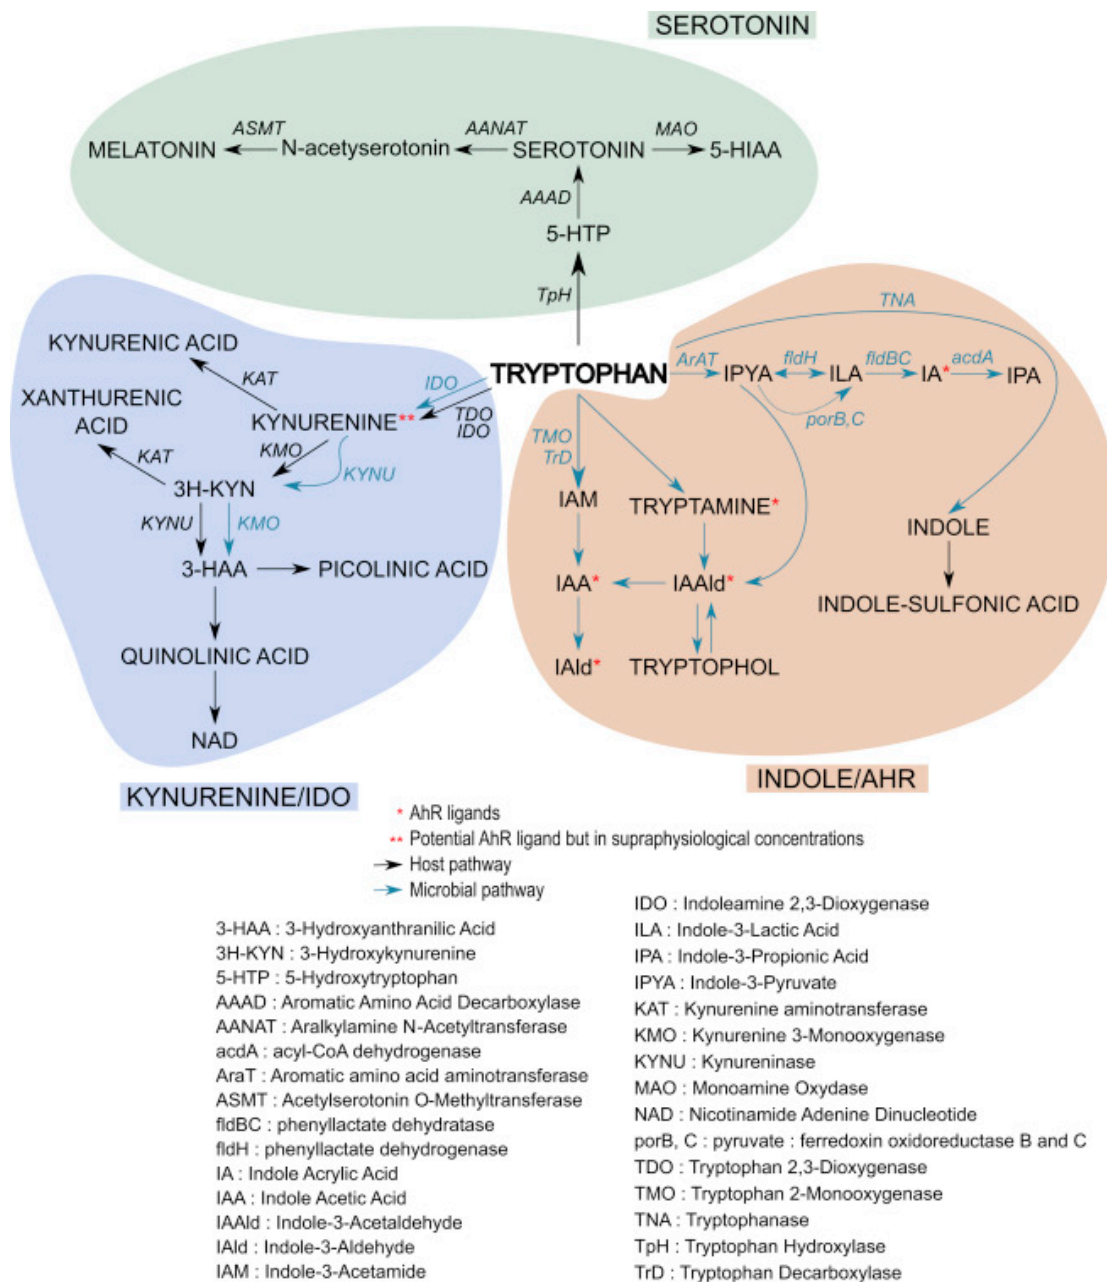 SEROTONIN
ASMT AANAT MAO
MELATONIN N-acetyserotonin SEROTONIN 5-HIAA
AAAD
5-HTP
TpH
TNA
KYNURENIC ACID
TRYPTOPHAN ArAT IPYA fldH ILA fldBC IA* acdA IPA
KAT IDO
XANTHURENIC
ACID
KYNURENINE** TDO
IDO
porB,C
KMO
KAT KYNU
TMO
TrD
3H-KYN
IAM TRYPTAMINE*
KYNU KMO
INDOLE
3-HAA PICOLINIC ACID
IAA* IAAld*
INDOLE-SULFONIC ACID
QUINOLINIC ACID
IAld* TRYPTOPHOL
NAD
KYNURENINE/IDO
INDOLE/AHR
* AhR ligands
** Potential AhR ligand but in supraphysiological concentrations
Host pathway
Microbial pathway
3-HAA : 3-Hydroxyanthranilic Acid
3H-KYN : 3-Hydroxykynurenine
5-HTP : 5-Hydroxytryptophan
AAAD : Aromatic Amino Acid Decarboxylase
AANAT : Aralkylamine N-Acetyltransferase
acdA : acyl-CoA dehydrogenase
AraT : Aromatic amino acid aminotransferase
ASMT : Acetylserotonin O-Methyltransferase
fldBC : phenyllactate dehydratase
fldH : phenyllactate dehydrogenase
IA : Indole Acrylic Acid
IAA : Indole Acetic Acid
IAAld : Indole-3-Acetaldehyde
IAld : Indole-3-Aldehyde
IAM : Indole-3-Acetamide
IDO : Indoleamine 2,3-Dioxygenase
ILA : Indole-3-Lactic Acid
IPA : Indole-3-Propionic Acid
IPYA : Indole-3-Pyruvate
KAT : Kynurenine aminotransferase
KMO : Kynurenine 3-Monooxygenase
KYNU : Kynureninase
MAO : Monoamine Oxydase
NAD : Nicotinamide Adenine Dinucleotide
porB, C : pyruvate : ferredoxin oxidoreductase B and C
TDO : Tryptophan 2,3-Dioxygenase
TMO : Tryptophan 2-Monooxygenase
TNA : Tryptophanase
TpH : Tryptophan Hydroxylase
TrD : Tryptophan Decarboxylase